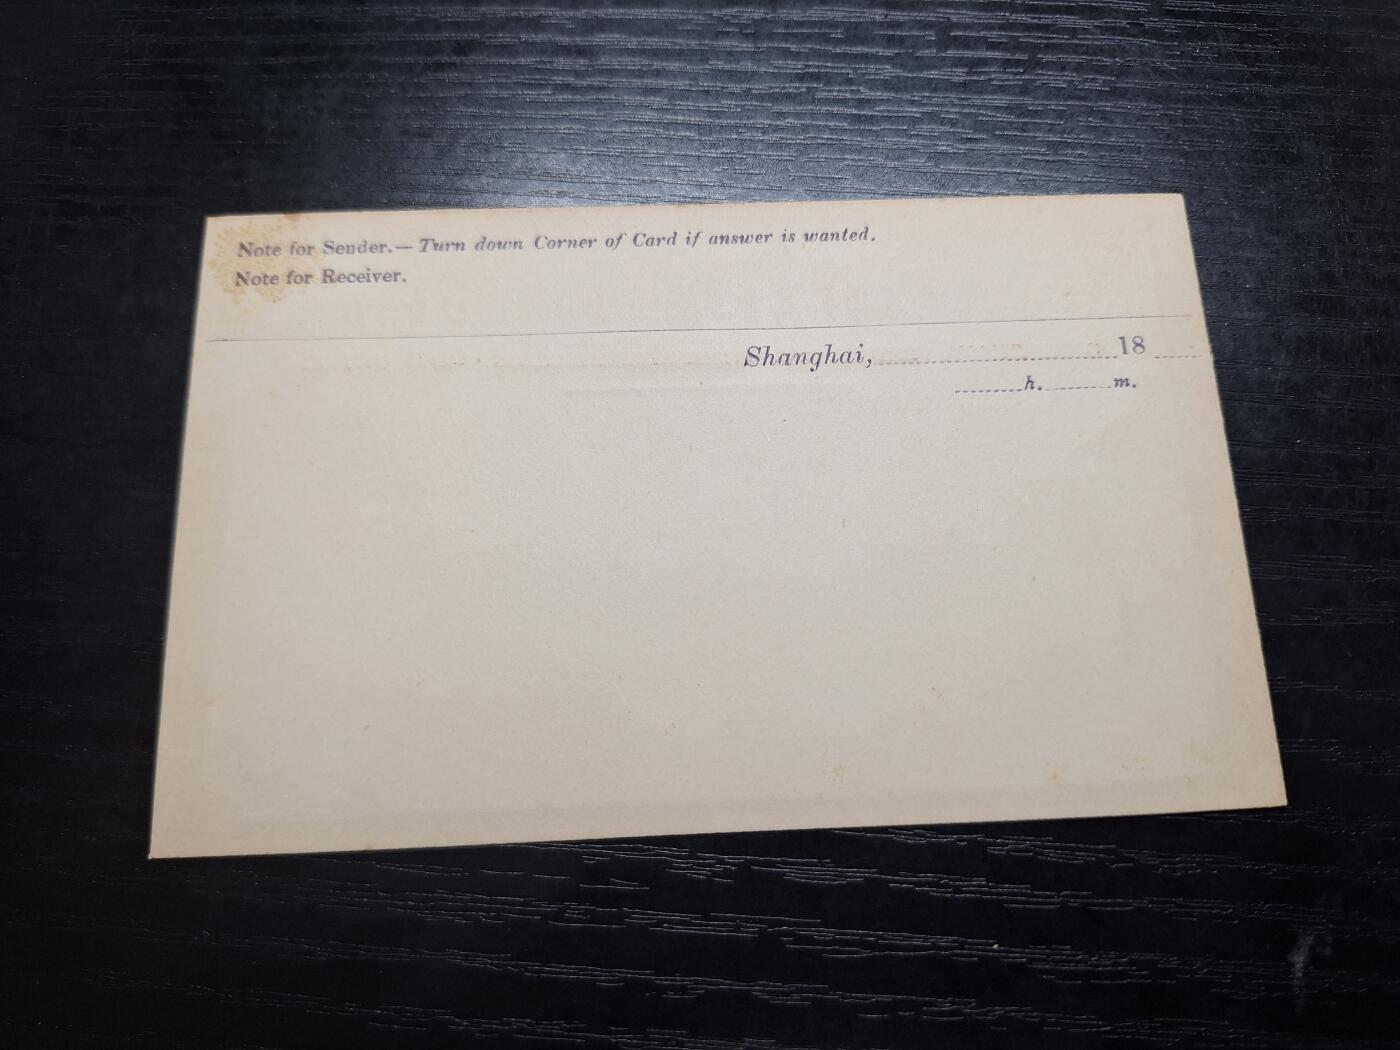 Note for Sender.— Turn down Corner of Card if answer is wanted.
Note for Receiver.
Shanghai,..............................18.......
.........h..........m.